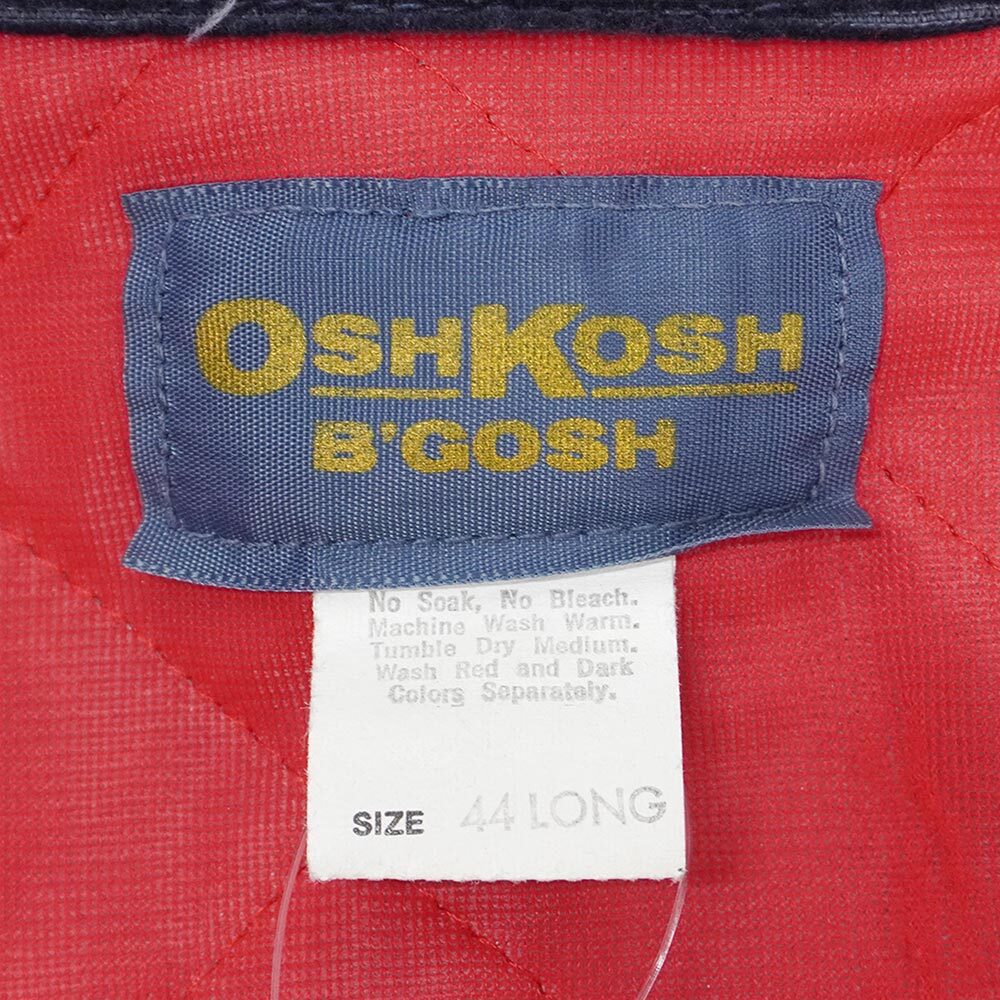 OSHKOSH
B'GOSH
No Soak, No Bleach.
Machine Wash Warm.
Tumble Dry Medium.
Wash Red and Dark
Colors Separately.
SIZE 44 LONG